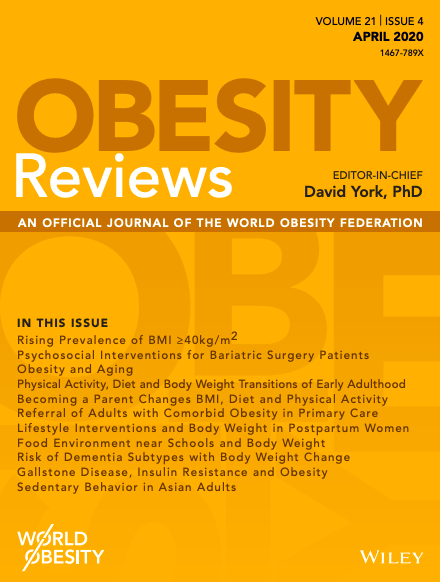 VOLUME 21 | ISSUE 4
APRIL 2020
1467-789X
OBESITY
Reviews
EDITOR-IN-CHIEF
David York, PhD
AN OFFICIAL JOURNAL OF THE WORLD OBESITY FEDERATION
OBE
IN THIS ISSUE
Rising Prevalence of BMI ≥40kg/m2
Psychosocial Interventions for Bariatric Surgery Patients
Obesity and Aging
Physical Activity, Diet and Body Weight Transitions of Early Adulthood
Becoming a Parent Changes BMI, Diet and Physical Activity
Referral of Adults with Comorbid Obesity in Primary Care
Lifestyle Interventions and Body Weight in Postpartum Women
Food Environment near Schools and Body Weight
Risk of Dementia Subtypes with Body Weight Change
Gallstone Disease, Insulin Resistance and Obesity
Sedentary Behavior in Asian Adults
WORLD
OBESITY
WILEY